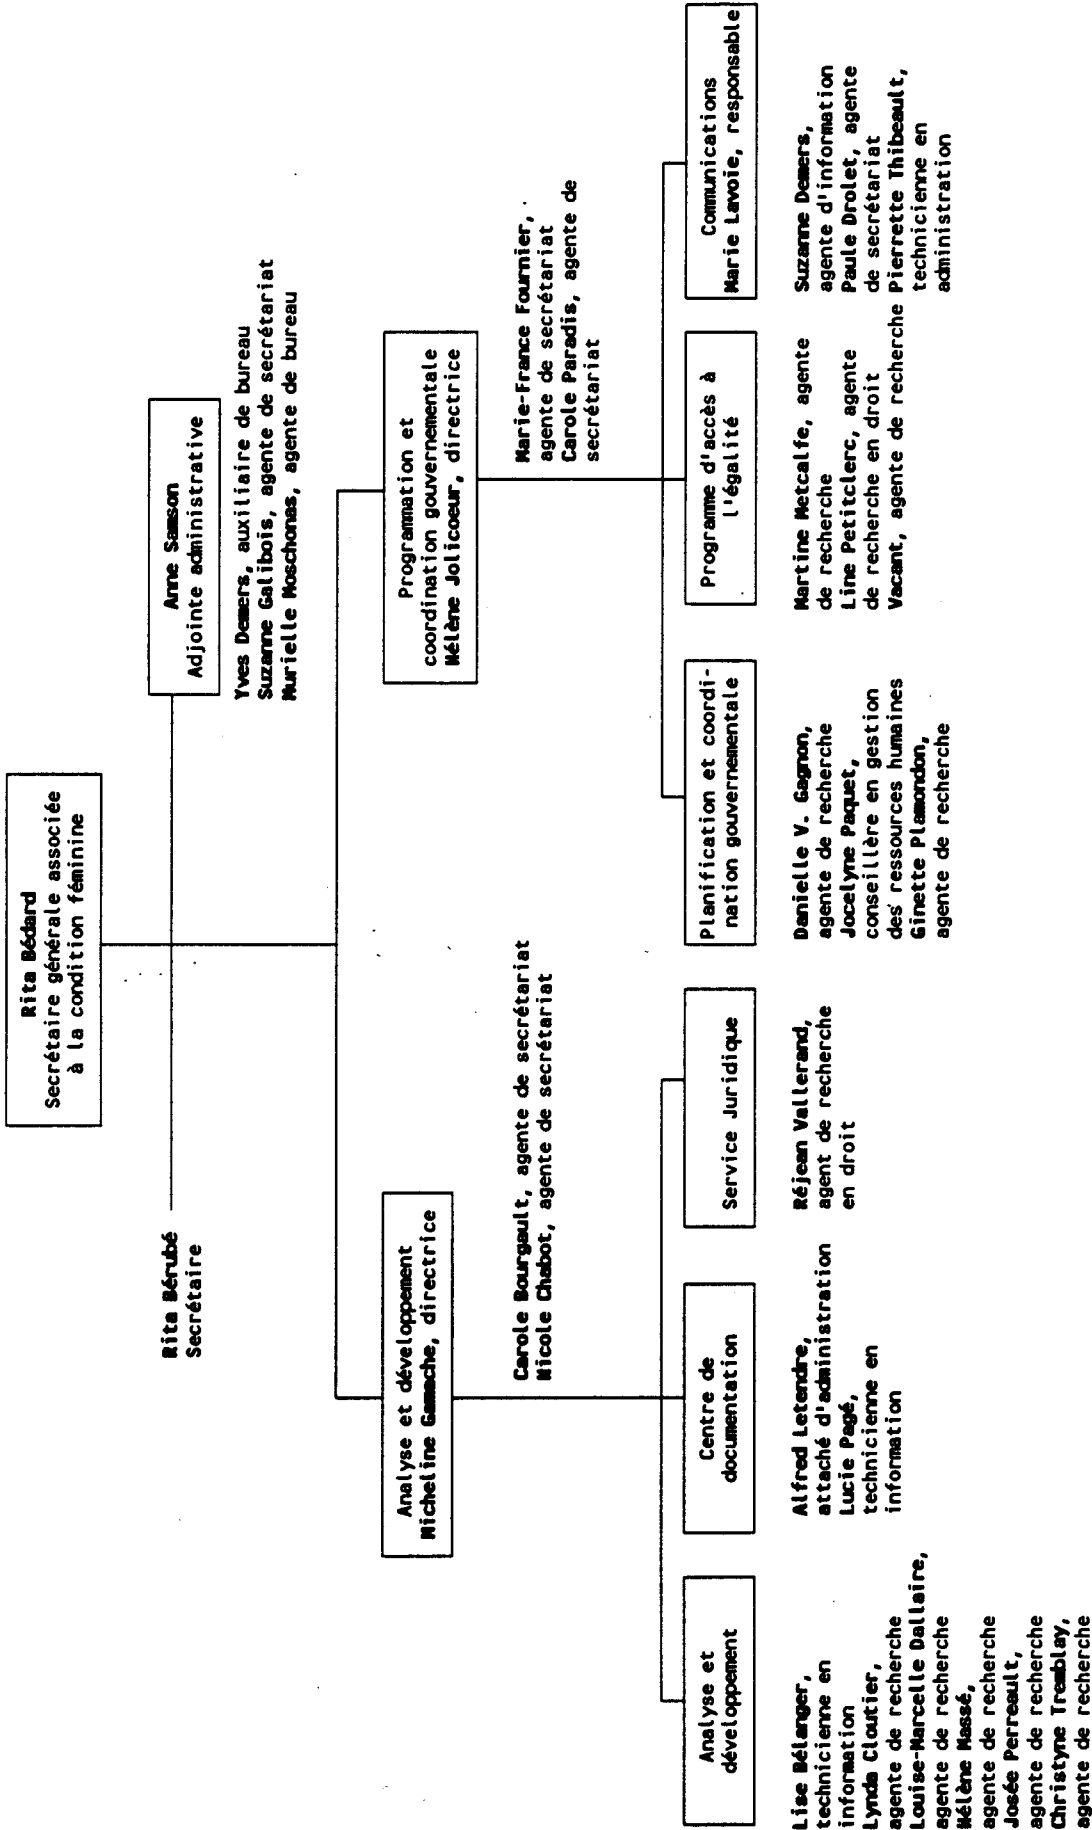 Rita Bédard
Secrétaire générale associée
à la condition féminine
Rita Bérubé
Secrétaire
Anne Samson
Adjointe administrative
Yves Demers, auxiliaire de bureau
Suzanne Galibois, agente de secrétariat
Murielle Moschonas, agente de bureau
Analyse et développement
Micheline Gamache, directrice
Carole Bourgault, agente de secrétariat
Nicole Chabot, agente de secrétariat
Programmation et
coordination gouvernementale
Hélène Jolicoeur, directrice
Marie-France Fournier,
agente de secrétariat
Carole Paradis, agente de
secrétariat
Analyse et
développement
Lise Bélanger,
technicienne en
information
Lynda Cloutier,
agente de recherche
Louise-Marcelle Dallaire,
agente de recherche
Hélène Massé,
agente de recherche
Josée Perreault,
agente de recherche
Christyne Tremblay,
agente de recherche
Centre de
documentation
Alfred Letendre,
attaché d'administration
Lucie Pagé,
technicienne en
information
Service Juridique
Réjean Vallerand,
agent de recherche
en droit
Planification et coordi-
nation gouvernementale
Danielle V. Gagnon,
agente de recherche
Jocelyne Paquet,
conseillère en gestion
des ressources humaines
Ginette Plamondon,
agente de recherche
Programme d'accès à
l'égalité
Martine Metcalfe, agente
de recherche
Line Petitclerc, agente
de recherche en droit
Vacant, agente de recherche
Communications
Marie Lavoie, responsable
Suzanne Demers,
agente d'information
Paule Drolet, agente
de secrétariat
Pierrette Thibeault,
technicienne en
administration